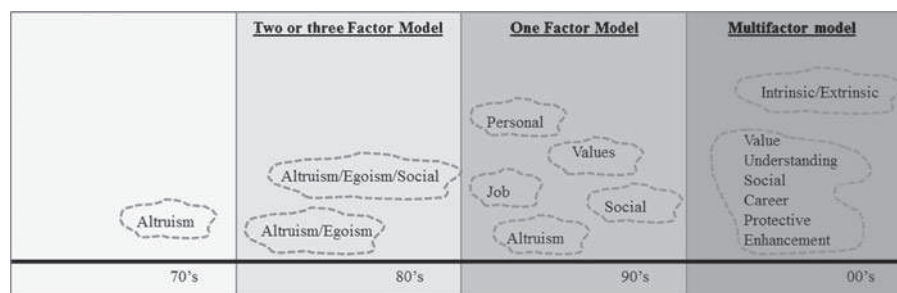 Two or three Factor Model
One Factor Model
Multifactor model
Altruism
Altruism/Egoism/Social
Altruism/Egoism
Personal
Values
Job
Social
Altruism
Intrinsic/Extrinsic
Value
Understanding
Social
Career
Protective
Enhancement
70's
80's
90's
00's